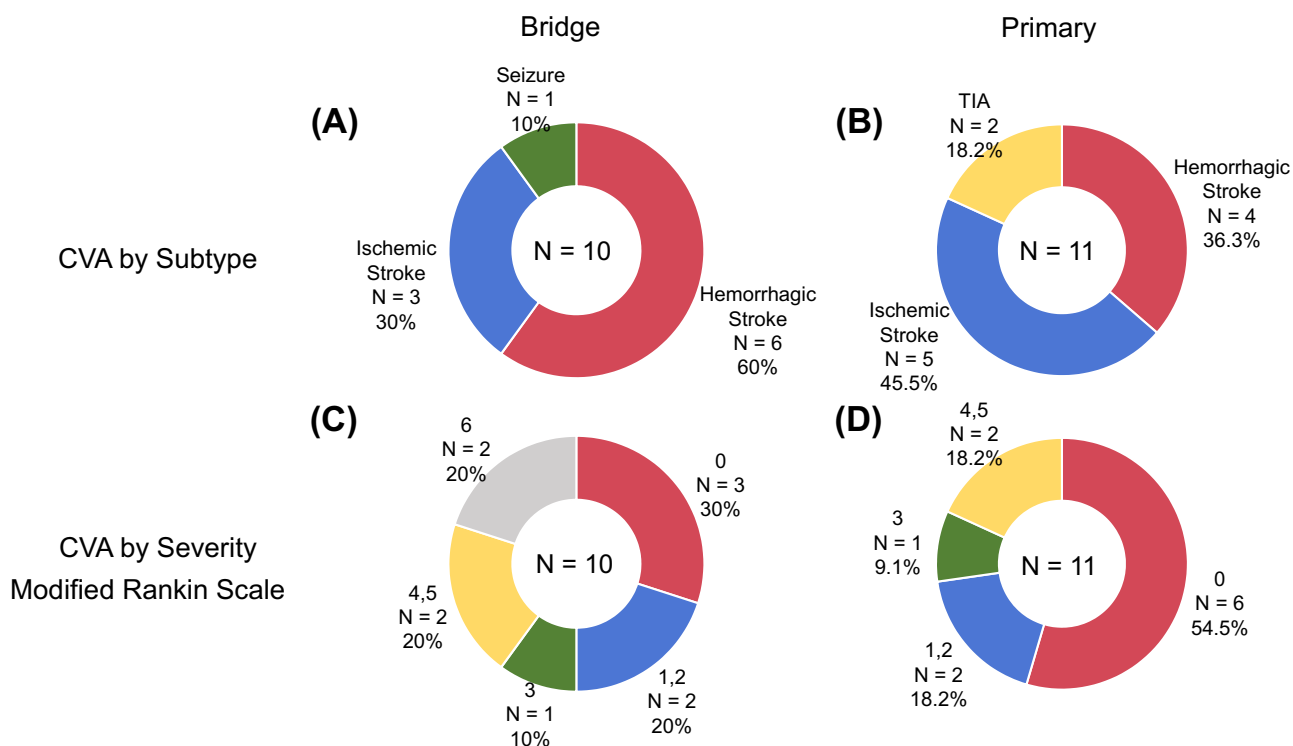 Bridge
Primary
(A)
Seizure
N = 1
10%
Ischemic
Stroke
N = 3
30%
N = 10
Hemorrhagic
Stroke
N = 6
60%
(B)
TIA
N = 2
18.2%
Hemorrhagic
Stroke
N = 4
36.3%
N = 11
Ischemic
Stroke
N = 5
45.5%
CVA by Subtype
(C)
6
N = 2
20%
0
N = 3
30%
N = 10
4,5
N = 2
20%
3
N = 1
10%
1,2
N = 2
20%
(D)
4,5
N = 2
18.2%
3
N = 1
9.1%
N = 11
0
N = 6
54.5%
1,2
N = 2
18.2%
CVA by Severity
Modified Rankin Scale